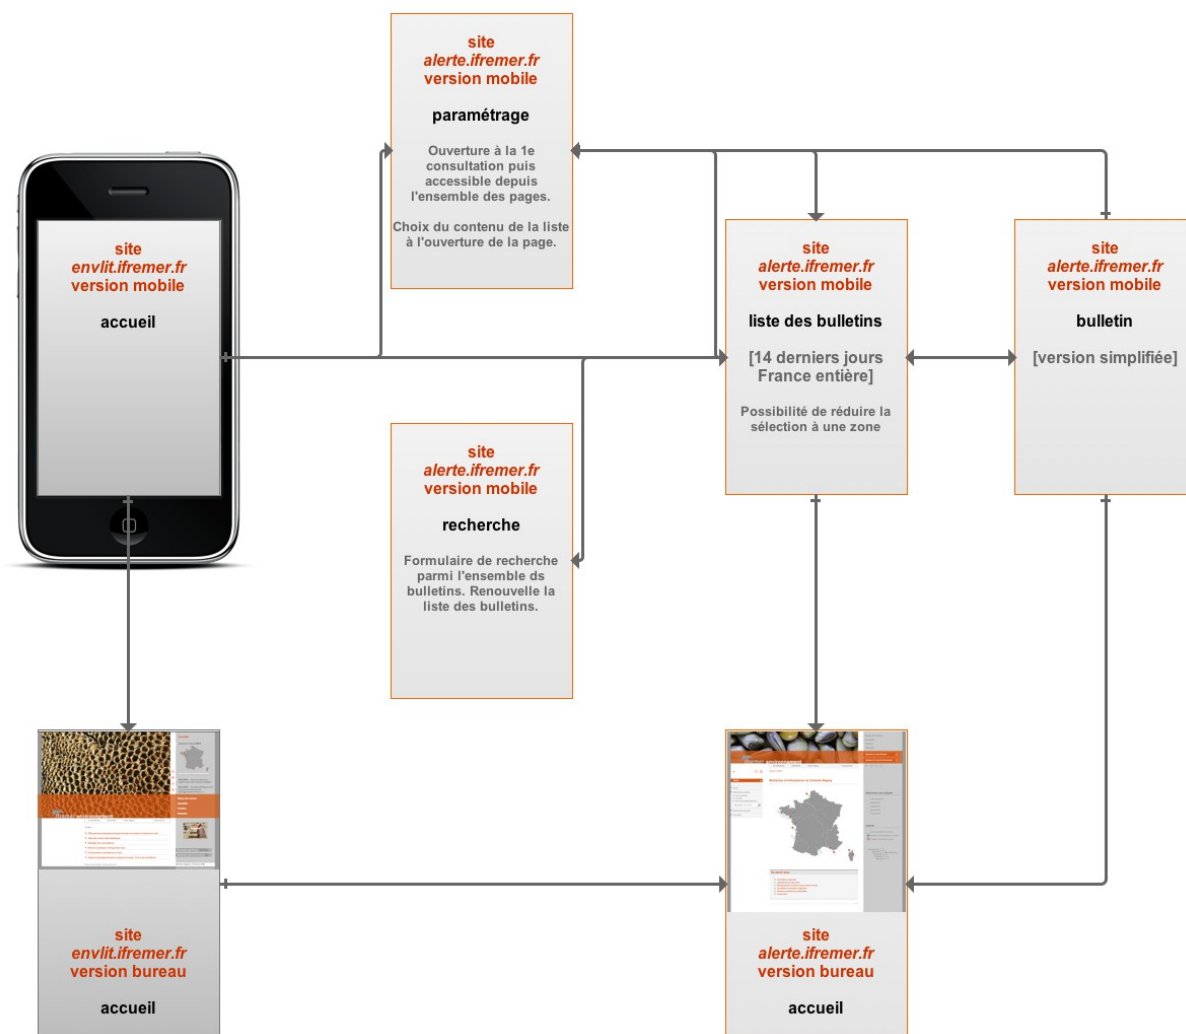 site
alerte.ifremer.fr
version mobile
paramétrage
Ouverture à la 1e
consultation puis
accessible depuis
l'ensemble des pages.
Choix du contenu de la liste
à l'ouverture de la page.
site
envlit.ifremer.fr
version mobile
accueil
site
alerte.ifremer.fr
version mobile
liste des bulletins
[14 derniers jours
France entière]
Possibilité de réduire la
sélection à une zone
site
alerte.ifremer.fr
version mobile
bulletin
[version simplifiée]
site
alerte.ifremer.fr
version mobile
recherche
Formulaire de recherche
parmi l'ensemble ds
bulletins. Renouvelle la
liste des bulletins.
site
envlit.ifremer.fr
version bureau
accueil
site
alerte.ifremer.fr
version bureau
accueil